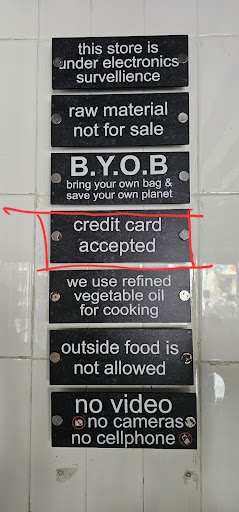 this store is
under electronics
survellience
raw material
not for sale
B.Y.O.B
bring your own bag &
save your own planet
credit card
accepted
we use refined
vegetable oil
for cooking
outside food is
not allowed
no video
no cameras
no cellphone